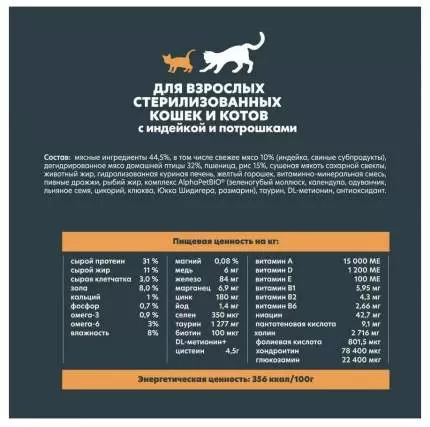 ДЛЯ ВЗРОСЛЫХ
СТЕРИЛИЗОВАННЫХ
КОШЕК И КОТОВ
с индейкой и потрошками
Состав: мясные ингредиенты 44,5%, в том числе свежее мясо 10% (индейка, свиные субпродукты),
дегидрированное мясо птицы 32%, пшеница, рис 15%, сушеная мякоть сахарной свеклы,
животный жир, гидролизованная куриная печень, желтый горошек, витаминно-минеральная смесь,
пивные дрожжи, рыбий жир, комплекс AlphaPetBIO® (зеленогубый моллюск, календула, одуванчик,
льняное семя, цикорий, клюква, Юкка Шидигера, розмарин), таурин, DL-метионин, антиоксидант.
Пищевая ценность на кг:
сырой протеин 31 %
сырой жир 11 %
сырая клетчатка 3,0 %
зола 8,0 %
кальций 1 %
фосфор 0,7 %
омега-3 0,9 %
омега-6 3%
влажность 8%
магний 0,08 %
медь 6 мг
железо 84 мг
марганец 6,9 мг
цинк 180 мг
йод 1,4 мг
селен 350 мкг
таурин 1 277 мг
биотин 100 мкг
DL-метионин+
цистеин 4,5г
витамин A 15 000 МЕ
витамин D 1 200 МЕ
витамин E 100 МЕ
витамин B1 5,95 мг
витамин B2 4,3 мг
витамин B6 2,66 мг
ниацин 42,7 мг
пантотеновая кислота 9,1 мг
холин 2 716 мг
фолиевая кислота 801,5 мкг
хондроитин 78 400 мкг
глюкозамин 22 400 мкг
Энергетическая ценность: 356 ккал/100г